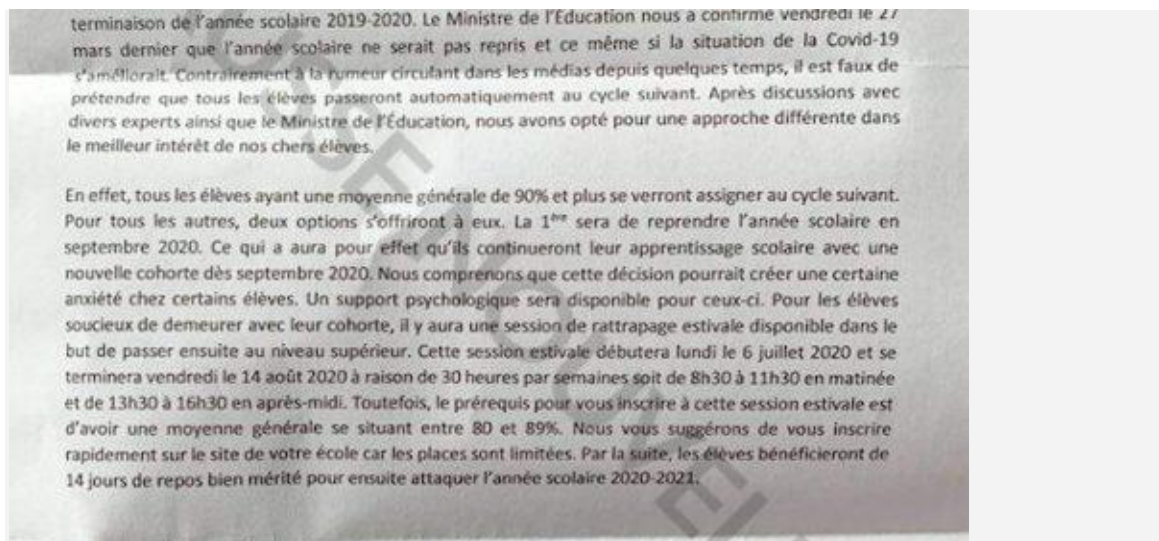 terminaison de l'année scolaire 2019-2020. Le Ministre de l'Éducation nous a confirmé vendredi le 27
mars dernier que l'année scolaire ne serait pas repris et ce même si la situation de la Covid-19
s'améliorait. Contrairement à la rumeur circulant dans les médias depuis quelques temps, il est faux de
prétendre que tous les élèves passeront automatiquement au cycle suivant. Après discussions avec
divers experts ainsi que le Ministre de l'Éducation, nous avons opté pour une approche différente dans
le meilleur intérêt de nos chers élèves.
En effet, tous les élèves ayant une moyenne générale de 90% et plus se verront assigner au cycle suivant.
Pour tous les autres, deux options s'offriront à eux. La 1ère sera de reprendre l'année scolaire en
septembre 2020. Ce qui a aura pour effet qu'ils continueront leur apprentissage scolaire avec une
nouvelle cohorte dès septembre 2020. Nous comprenons que cette décision pourrait créer une certaine
anxiété chez certains élèves. Un support psychologique sera disponible pour ceux-ci. Pour les élèves
soucieux de demeurer avec leur cohorte, il y aura une session de rattrapage estivale disponible dans le
but de passer ensuite au niveau supérieur. Cette session estivale débutera lundi le 6 juillet 2020 et se
terminera vendredi le 14 août 2020 à raison de 30 heures par semaines soit de 8h30 à 11h30 en matinée
et de 13h30 à 16h30 en après-midi. Toutefois, le prérequis pour vous inscrire à cette session estivale est
d'avoir une moyenne générale se situant entre 80 et 89%. Nous vous suggérons de vous inscrire
rapidement sur le site de votre école car les places sont limitées. Par la suite, les élèves bénéficieront de
14 jours de repos bien mérité pour ensuite attaquer l'année scolaire 2020-2021.